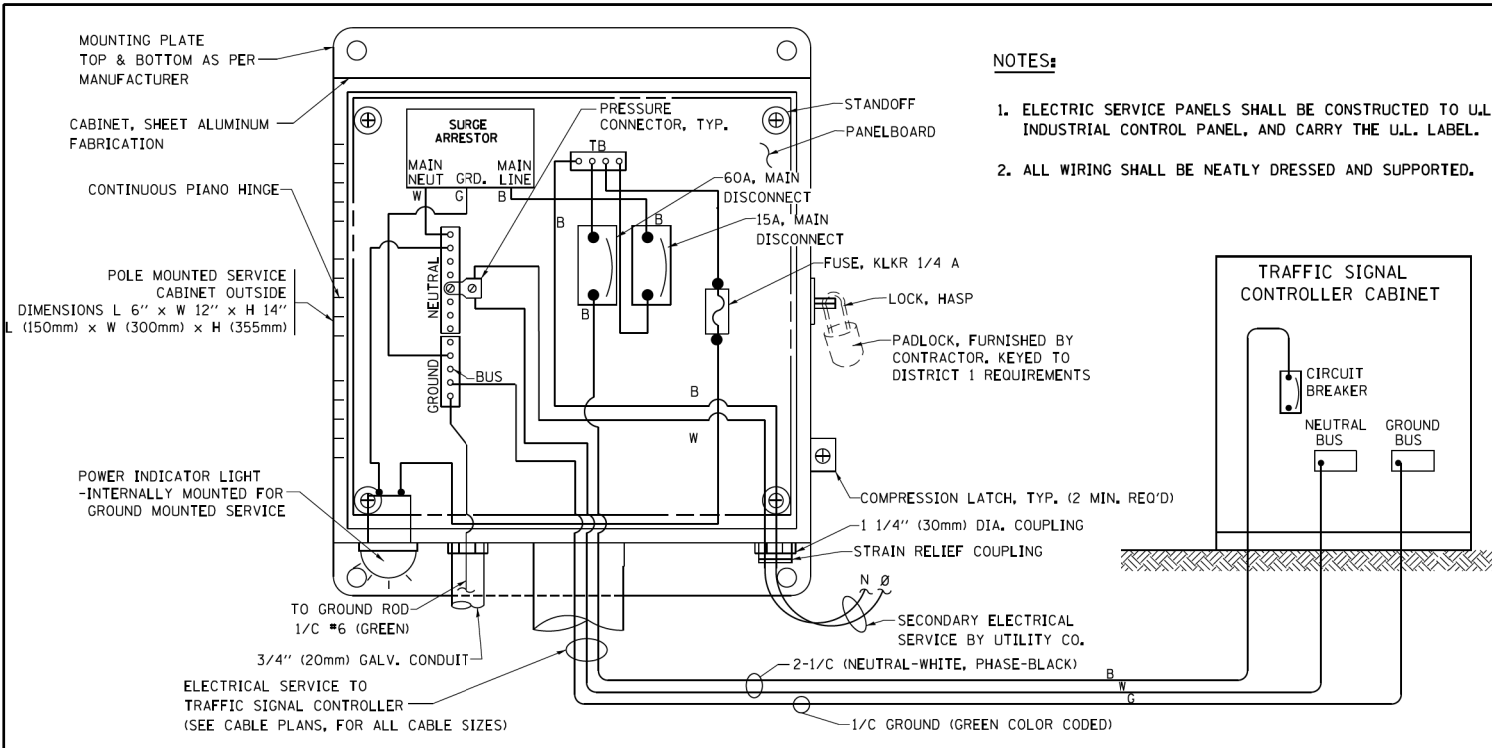 MOUNTING PLATE
TOP & BOTTOM AS PER
MANUFACTURER
CABINET, SHEET ALUMINUM
FABRICATION
CONTINUOUS PIANO HINGE
POLE MOUNTED SERVICE
CABINET OUTSIDE
DIMENSIONS L 6" x W 12" x H 14"
L (150mm) x W (300mm) x H (355mm)
POWER INDICATOR LIGHT
-INTERNALLY MOUNTED FOR
GROUND MOUNTED SERVICE
SURGE
ARRESTOR
MAIN
NEUT
GRD.
MAIN
LINE
W
G
B
PRESSURE
CONNECTOR, TYP.
TB
B
B
B
NEUTRAL
GROUND
BUS
B
W
STANDOFF
PANELBOARD
60A, MAIN
DISCONNECT
15A, MAIN
DISCONNECT
FUSE, KLKR 1/4 A
LOCK, HASP
PADLOCK, FURNISHED BY
CONTRACTOR. KEYED TO
DISTRICT 1 REQUIREMENTS
COMPRESSION LATCH, TYP. (2 MIN. REQ'D)
1 1/4" (30mm) DIA. COUPLING
STRAIN RELIEF COUPLING
N Ø
SECONDARY ELECTRICAL
SERVICE BY UTILITY CO.
TO GROUND ROD
1/C #6 (GREEN)
3/4" (20mm) GALV. CONDUIT
ELECTRICAL SERVICE TO
TRAFFIC SIGNAL CONTROLLER
(SEE CABLE PLANS, FOR ALL CABLE SIZES)
2-1/C (NEUTRAL-WHITE, PHASE-BLACK)
B
W
G
1/C GROUND (GREEN COLOR CODED)
NOTES:
1. ELECTRIC SERVICE PANELS SHALL BE CONSTRUCTED TO U.L
INDUSTRIAL CONTROL PANEL, AND CARRY THE U.L. LABEL.
2. ALL WIRING SHALL BE NEATLY DRESSED AND SUPPORTED.
TRAFFIC SIGNAL
CONTROLLER CABINET
CIRCUIT
BREAKER
NEUTRAL
BUS
GROUND
BUS